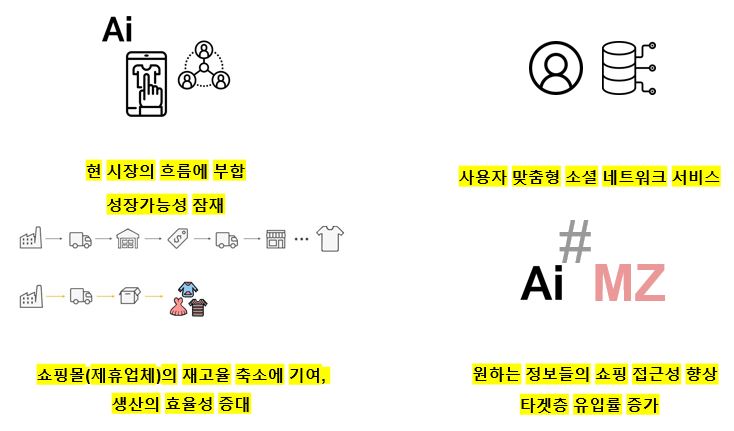 Ai
현 시장의 흐름에 부합
성장가능성 잠재
사용자 맞춤형 소셜 네트워크 서비스
#
Ai MZ
쇼핑몰(제휴업체)의 재고율 축소에 기여,
생산의 효율성 증대
원하는 정보들의 쇼핑 접근성 향상
타겟층 유입률 증가